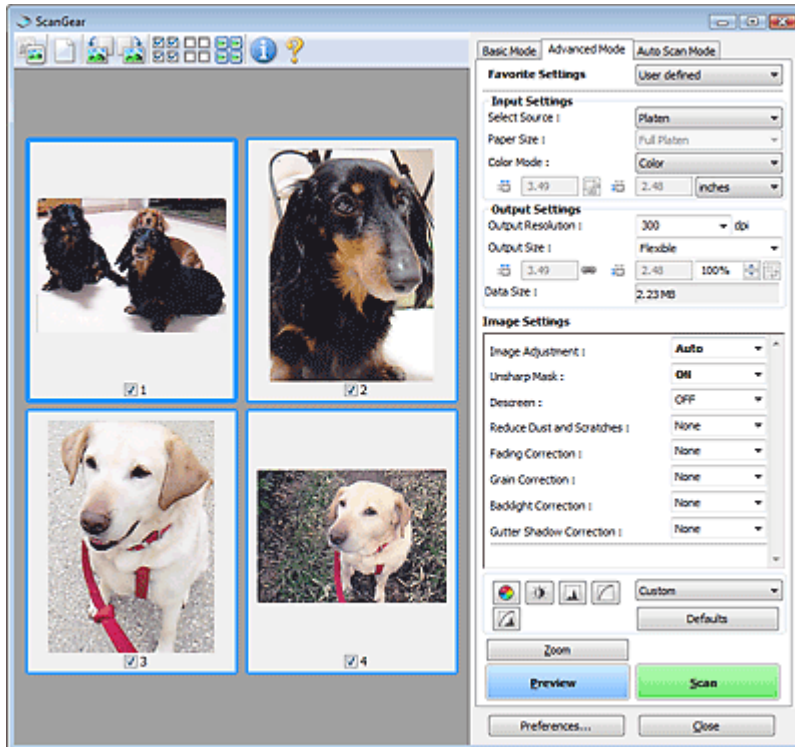 ScanGear
Basic Mode Advanced Mode Auto Scan Mode
Favorite Settings User defined
Input Settings
Select Source : Platen
Paper Size : Full Platen
Color Mode : Color
3.49 2.48 inches
Output Settings
Output Resolution : 300 dpi
Output Size : Flexible
3.49 2.48 100%
Data Size : 2.23 MB
Image Settings
Image Adjustment : Auto
Unsharp Mask : ON
Descreen : OFF
Reduce Dust and Scratches : None
Fading Correction : None
Grain Correction : None
Backlight Correction : None
Gutter Shadow Correction : None
Custom
Defaults
Zoom
Preview Scan
Preferences... Close
1
2
3
4